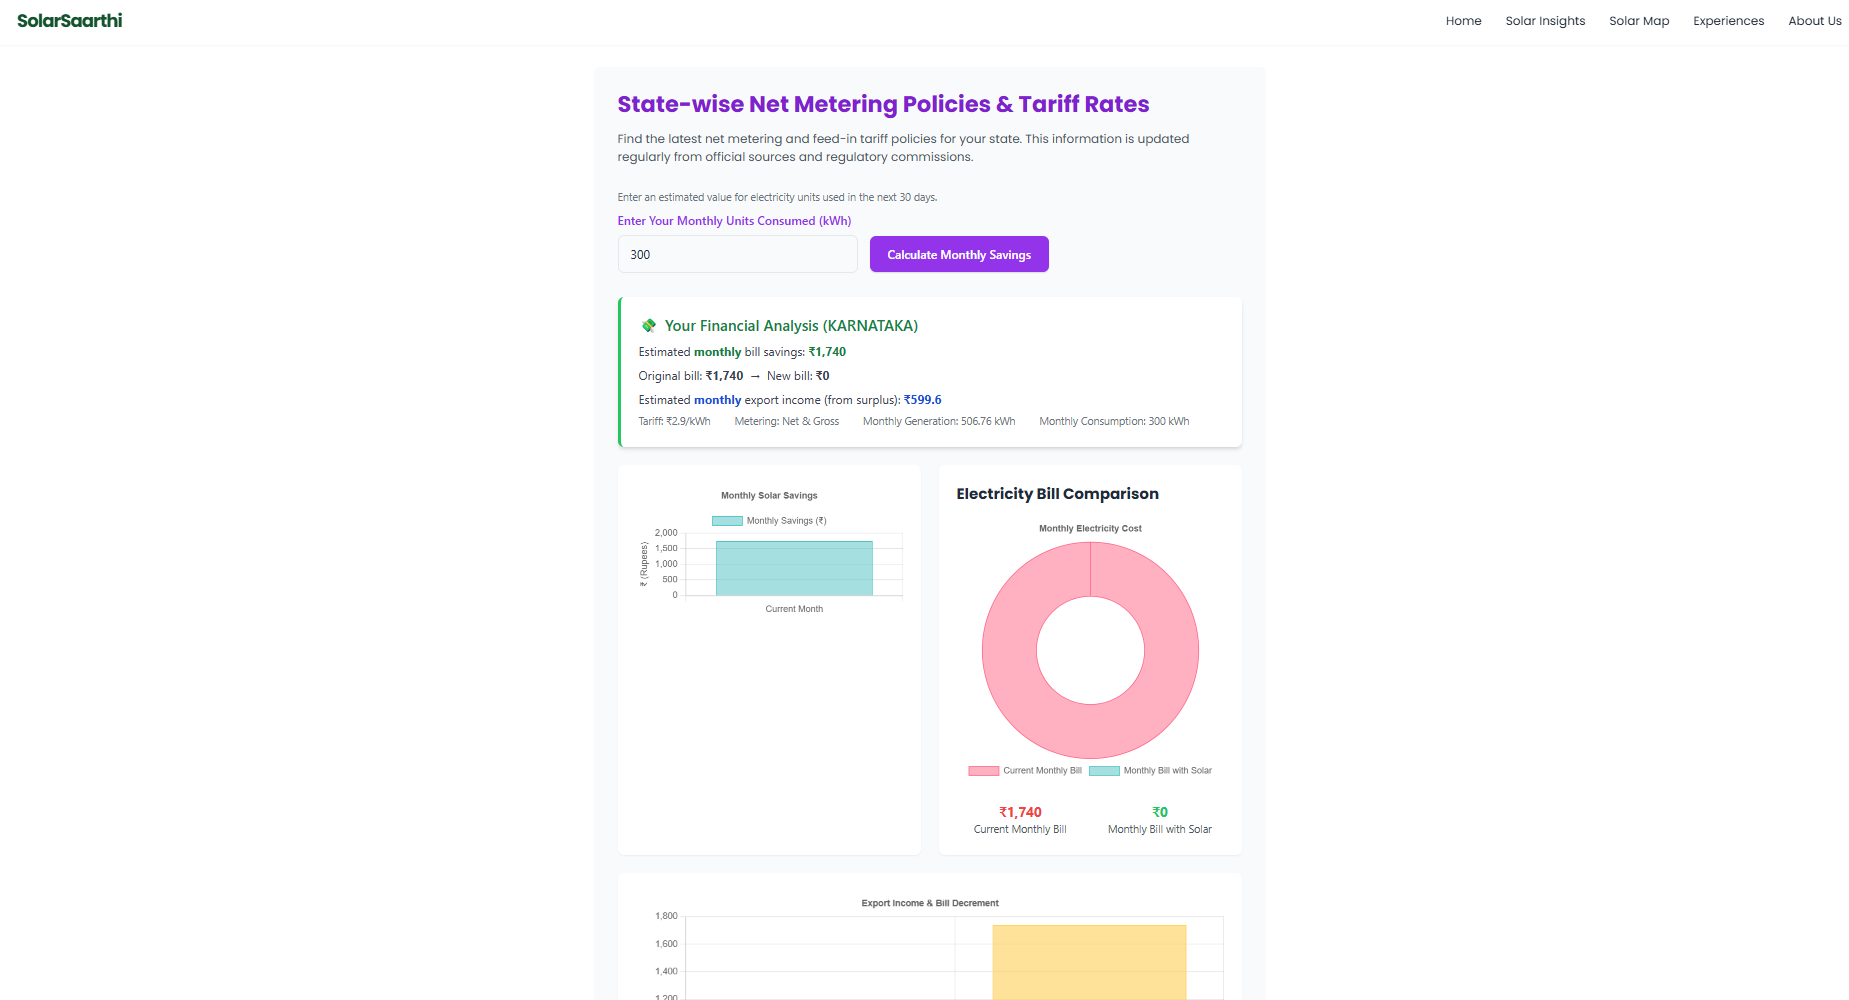 SolarSaarthi
Home Solar Insights Solar Map Experiences About Us
State-wise Net Metering Policies & Tariff Rates
Find the latest net metering and feed-in tariff policies for your state. This information is updated
regularly from official sources and regulatory commissions.
Enter an estimated value for electricity units used in the next 30 days.
Enter Your Monthly Units Consumed (kWh)
300
Calculate Monthly Savings
💸 Your Financial Analysis (KARNATAKA)
Estimated monthly bill savings: ₹1,740
Original bill: ₹1,740 → New bill: ₹0
Estimated monthly export income (from surplus): ₹599.6
Tariff: ₹2.9/kWh Metering: Net & Gross Monthly Generation: 506.76 kWh Monthly Consumption: 300 kWh
Monthly Solar Savings
Monthly Savings (₹)
₹ (Rupees)
2,000
1,500
1,000
500
0
Current Month
Electricity Bill Comparison
Monthly Electricity Cost
Current Monthly Bill Monthly Bill with Solar
₹1,740 ₹0
Current Monthly Bill Monthly Bill with Solar
Export Income & Bill Decrement
1,800
1,600
1,400
1,200